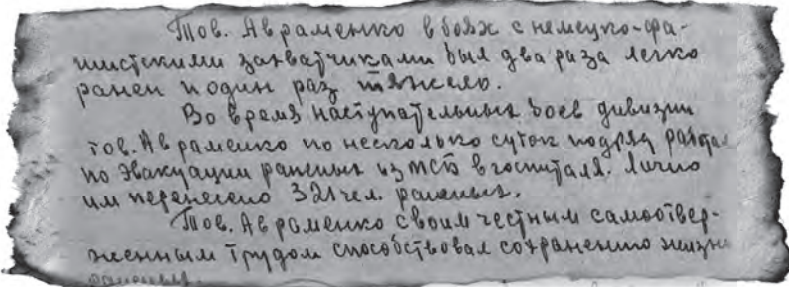 Тов. Авраменко в боях с немецко-фа-
шистскими захватчиками был два раза легко
ранен и один раз тяжело.
Во время наступательных боев дивизии
тов. Авраменко по несколько суток подряд
по эвакуации раненых из МСБ в госпиталя. Лично
им перенесено 321 чел. раненых.
Тов. Авраменко своим честным самоотвер-
женным трудом способствовал сохранению жизни
раненых.